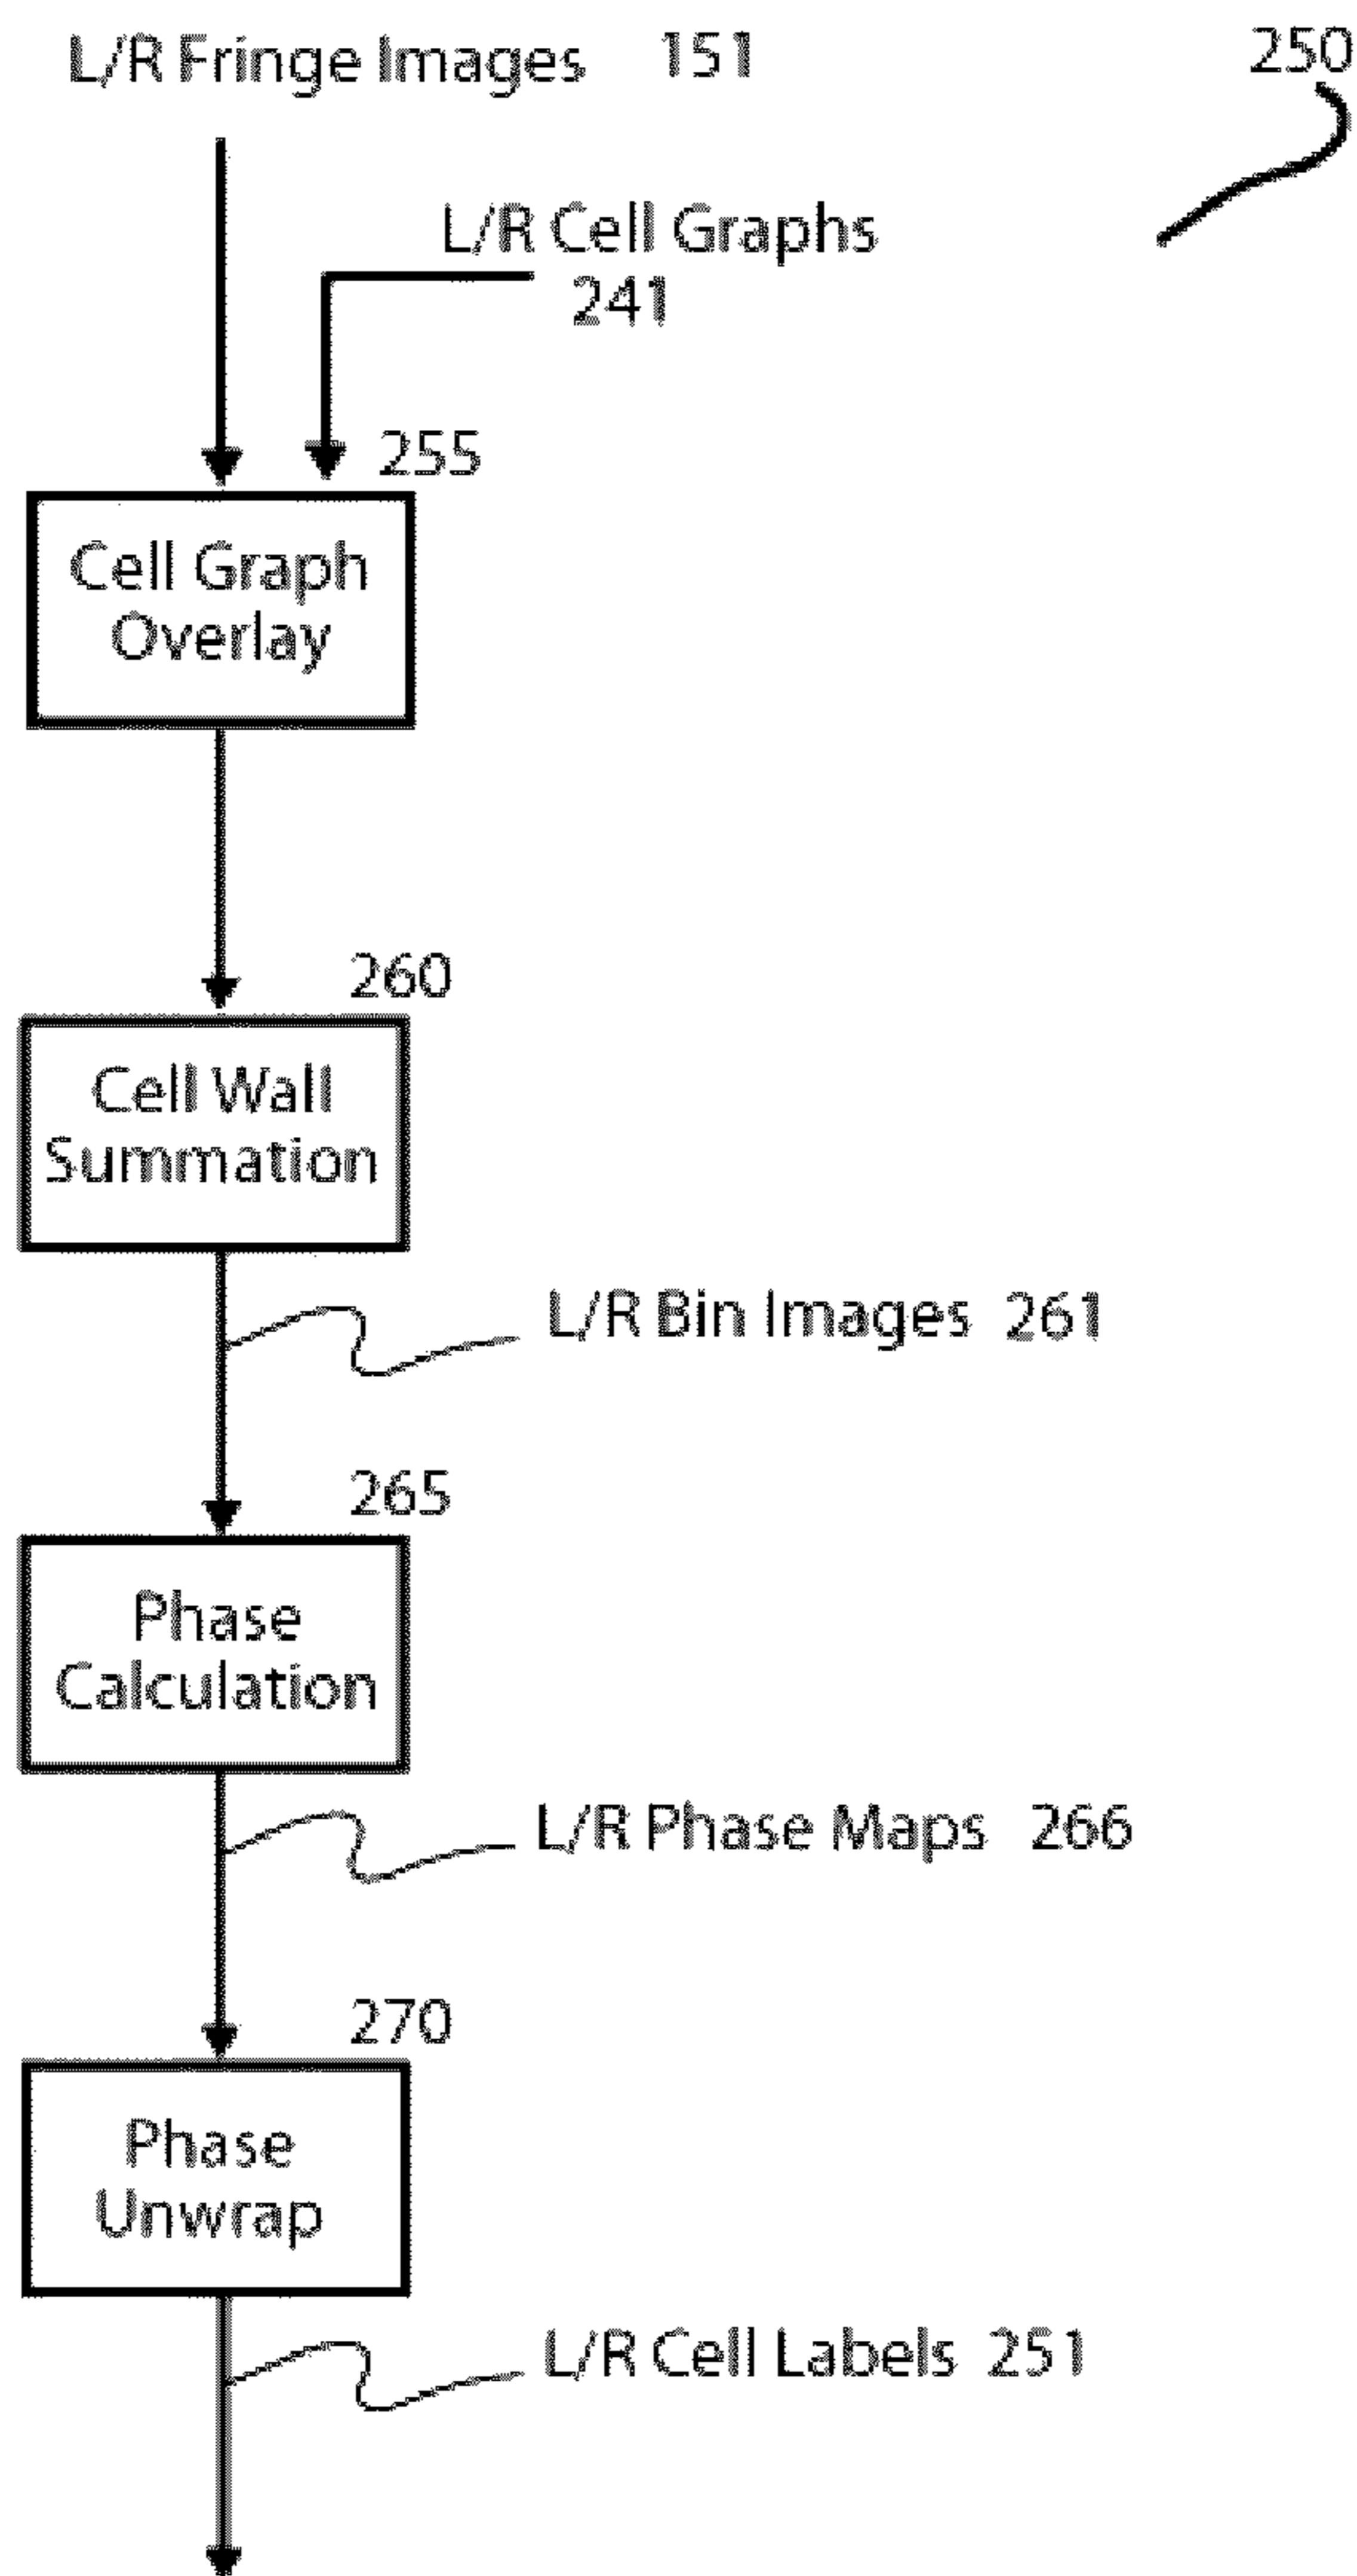 L/R Fringe Images 151
250
L/R Cell Graphs
241
255
Cell Graph
Overlay
260
Cell Wall
Summation
L/R Bin Images 261
265
Phase
Calculation
L/R Phase Maps 266
270
Phase
Unwrap
L/R Cell Labels 251